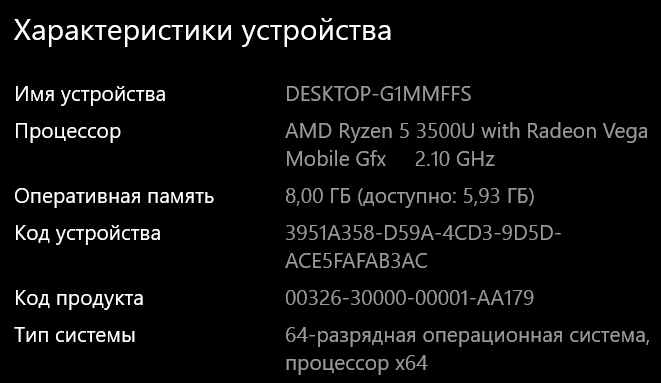 Характеристики устройства
Имя устройства DESKTOP-G1MMFFS
Процессор AMD Ryzen 5 3500U with Radeon Vega
Mobile Gfx 2.10 GHz
Оперативная память 8,00 ГБ (доступно: 5,93 ГБ)
Код устройства 3951A358-D59A-4CD3-9D5D-
ACE5FAFAB3AC
Код продукта 00326-30000-00001-AA179
Тип системы 64-разрядная операционная система,
процессор x64